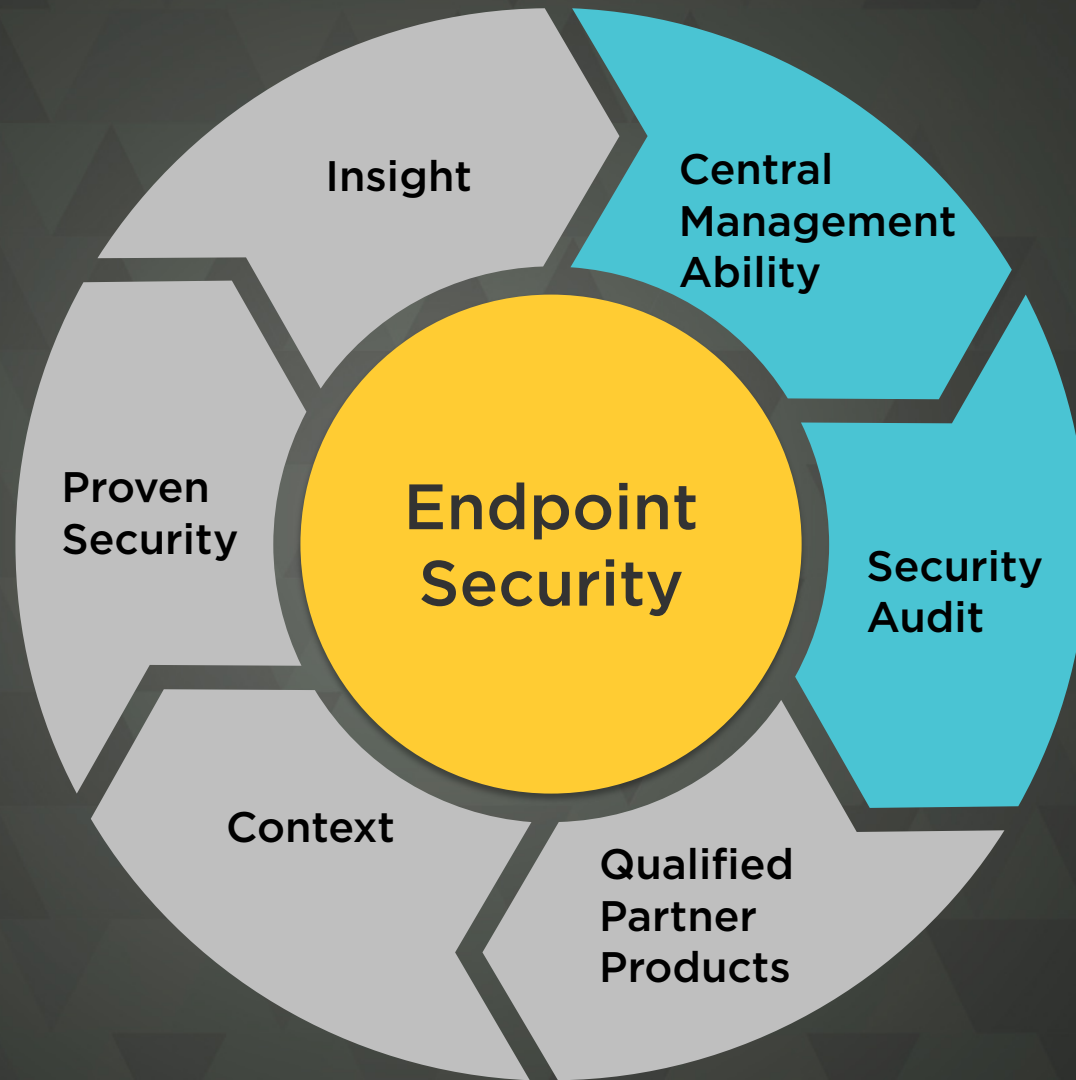 Insight
Central
Management
Ability
Proven
Security
Endpoint
Security
Security
Audit
Context
Qualified
Partner
Products